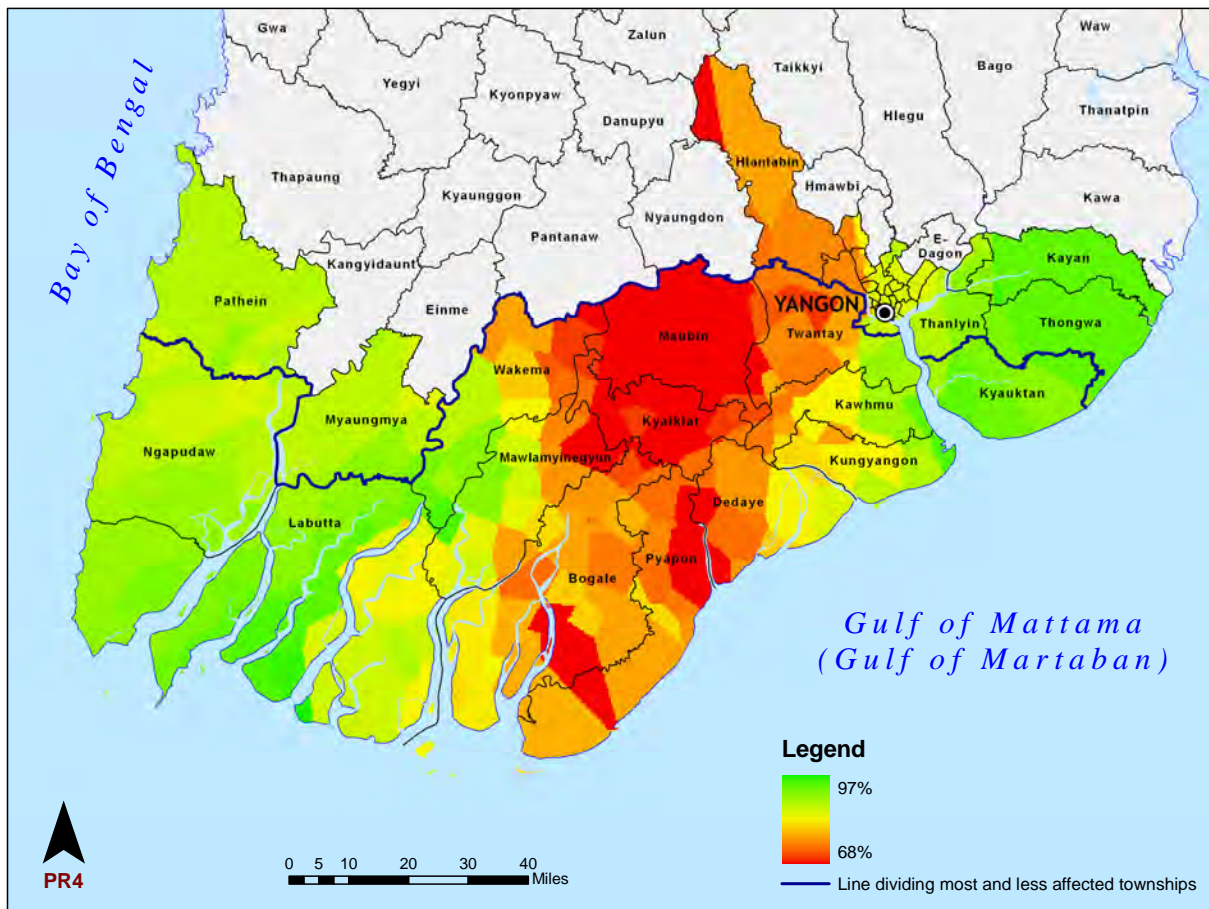 Gwa
Zalun
Waw
Taikkyi
Bago
Yegyi
Kyonpyaw
Thanatpin
Danupyu
Hlegu
Bay of Bengal
Hlantabin
Thapaung
Hmawbi
Kyaunggon
Kawa
Nyaungdon
Pantanaw
E-
Dagon
Kangyidaunt
Kayan
Pathein
Einme
YANGON
Thanlyin
Thongwa
Maubin
Twantay
Wakema
Kyauktan
Kawhmu
Myaungmya
Kyaiklat
Ngapudaw
Mawlamyinegyun
Kungyangon
Dedaye
Labutta
Pyapun
Bogale
Gulf of Mattama
(Gulf of Martaban)
Legend
97%
68%
Line dividing most and less affected townships
PR4
0 5 10 20 30 40
Miles